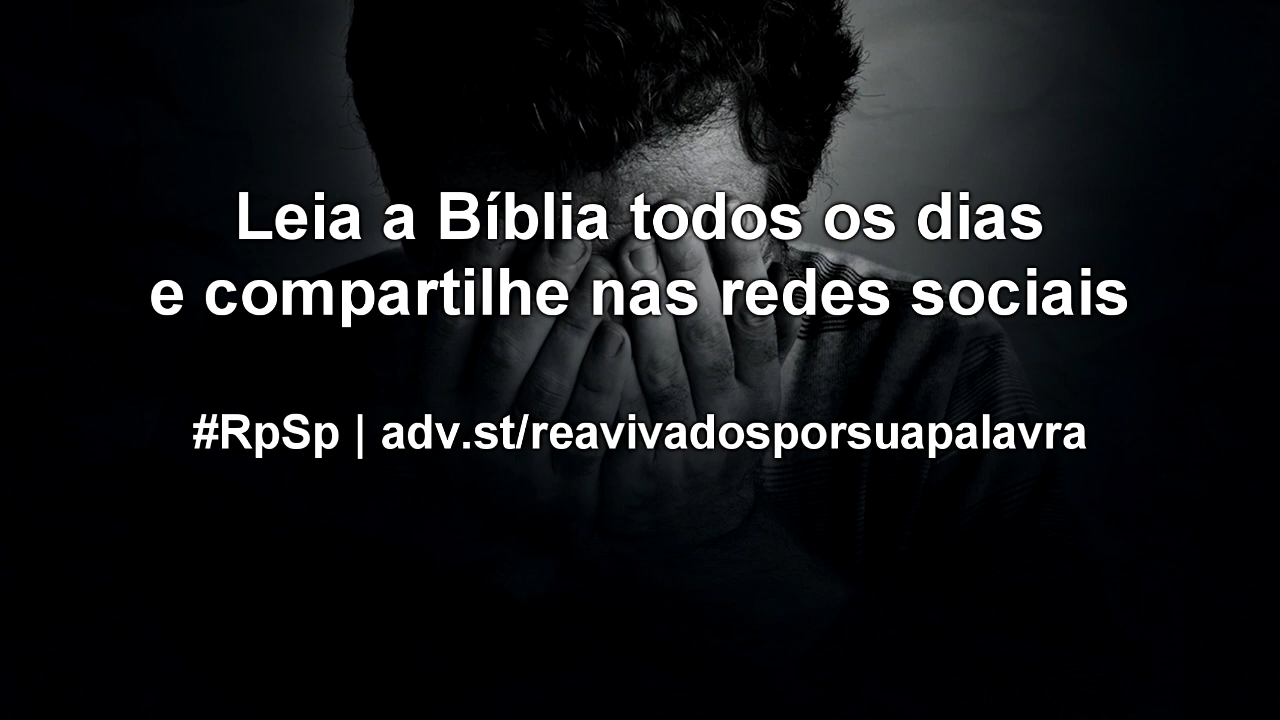 Leia a Bíblia todos os dias
e compartilhe nas redes sociais
#RpSp | adv.st/reavivadosporsuapalavra